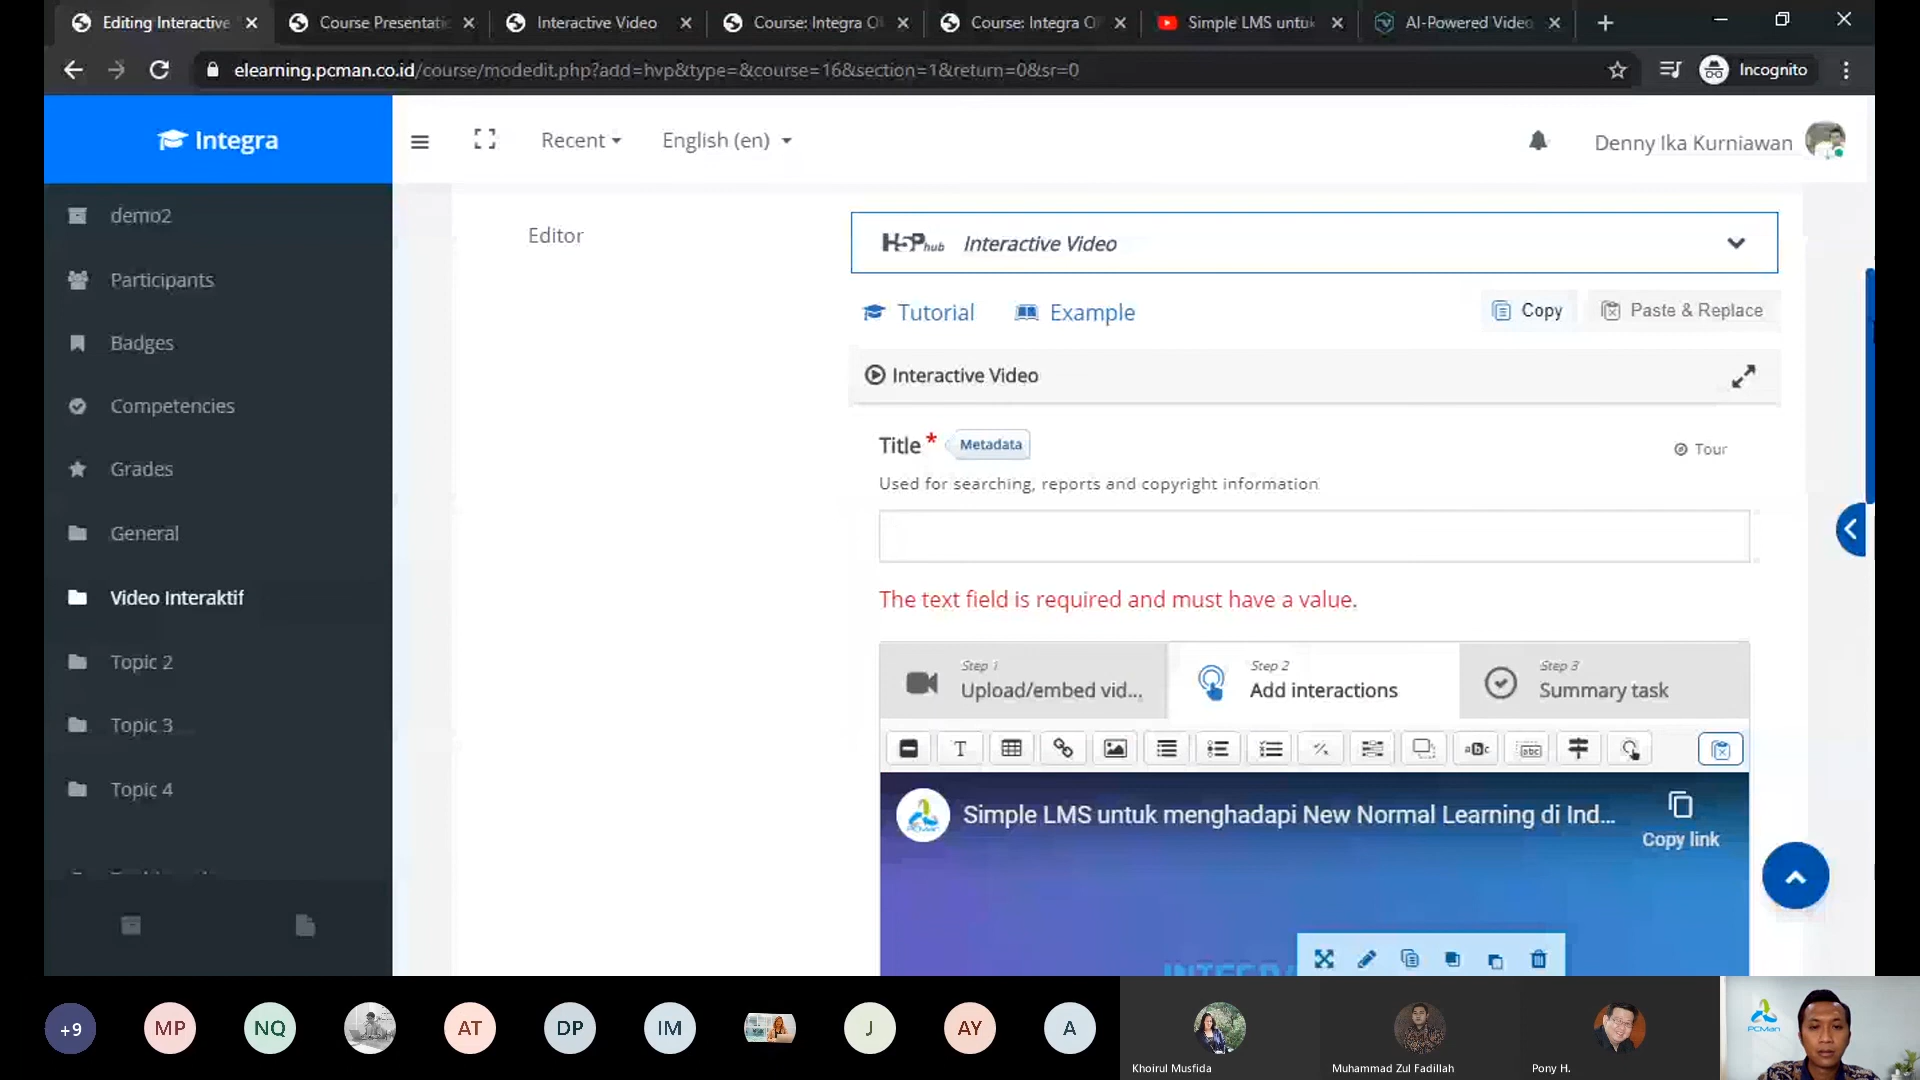 Editing Interactive
Course Presentatic
Interactive Video
Course: Integra O
Course: Integra O
Simple LMS untuk
AI-Powered Video
elearning.pcman.co.id/course/modedit.php?add=hvp&type=&course=16&section=1&return=0&sr=0
Incognito
Integra
Recent
English (en)
Denny Ika Kurniawan
demo2
Participants
Badges
Competencies
Grades
General
Video Interaktif
Topic 2
Topic 3
Topic 4
Editor
H5P hub Interactive Video
Tutorial
Example
Copy
Paste & Replace
Interactive Video
Title *
Metadata
Tour
Used for searching, reports and copyright information
The text field is required and must have a value.
Step 1
Upload/embed vid...
Step 2
Add interactions
Step 3
Summary task
T
aBc
abc
Simple LMS untuk menghadapi New Normal Learning di Ind...
Copy link
+9
MP
NQ
AT
DP
IM
J
AY
A
Khoirul Musfida
Muhammad Zul Fadillah
Pony H.
PCMan